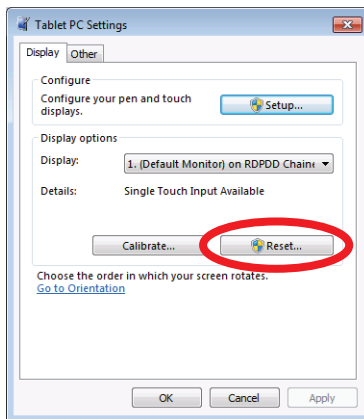 Tablet PC Settings
Display Other
Configure
Configure your pen and touch
displays.
Setup...
Display options
Display:
1. (Default Monitor) on RDPDD Chaine
Details:
Single Touch Input Available
Calibrate...
Reset...
Choose the order in which your screen rotates.
Go to Orientation
OK Cancel Apply